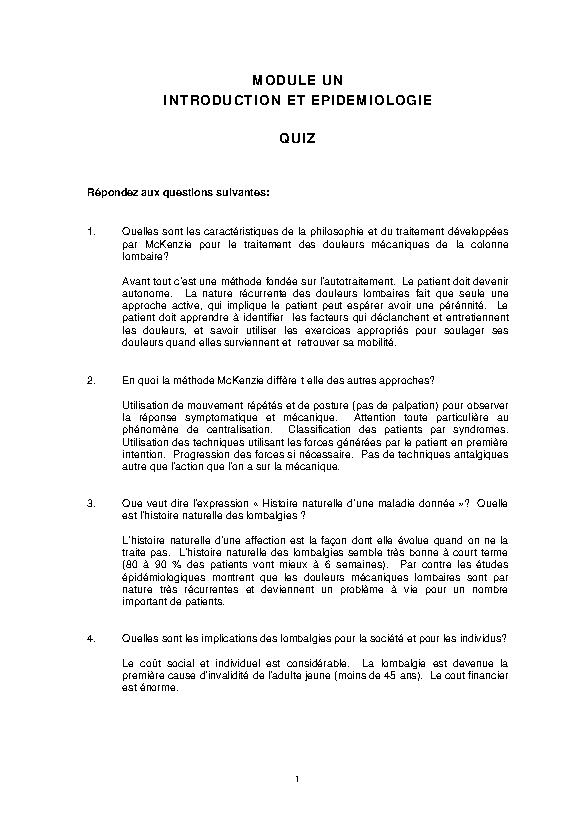 MODULE UN
INTRODUCTION ET EPIDEMIOLOGIE
QUIZ
Répondez aux questions suivantes:
1. Quelles sont les caractéristiques de la philosophie et du traitement développées
par McKenzie pour le traitement des douleurs mécaniques de la colonne
lombaire?
Avant tout c'est une méthode fondée sur l'autotraitement. Le patient doit devenir
autonome. La nature récurrente des douleurs lombaires fait que seule une
approche active, qui implique le patient peut espérer avoir une pérénnité. Le
patient doit apprendre à identifier les facteurs qui déclanchent et entretiennent
les douleurs, et savoir utiliser les exercices appropriés pour soulager ses
douleurs quand elles surviennent et retrouver sa mobilité.
2. En quoi la méthode McKenzie diffère t elle des autres approches?
Utilisation de mouvement répétés et de posture (pas de palpation) pour observer
la réponse symptomatique et mécanique. Attention toute particulière au
phénomène de centralisation. Classification des patients par syndromes.
Utilisation des techniques utilisant les forces générées par le patient en première
intention. Progression des forces si nécessaire. Pas de techniques antalgiques
autre que l'action que l'on a sur la mécanique.
3. Que veut dire l'expression « Histoire naturelle d'une maladie donnée »? Quelle
est l'histoire naturelle des lombalgies ?
L'histoire naturelle d'une affection est la façon dont elle évolue quand on ne la
traite pas. L'histoire naturelle des lombalgies semble très bonne à court terme
(80 à 90 % des patients vont mieux à 6 semaines). Par contre les études
épidémiologiques montrent que les douleurs mécaniques lombaires sont par
nature très récurrentes et deviennent un problème à vie pour un nombre
important de patients.
4. Quelles sont les implications des lombalgies pour la société et pour les individus?
Le coût social et individuel est considérable. La lombalgie est devenue la
première cause d'invalidité de l'adulte jeune (moins de 45 ans). Le cout financier
est énorme.
1